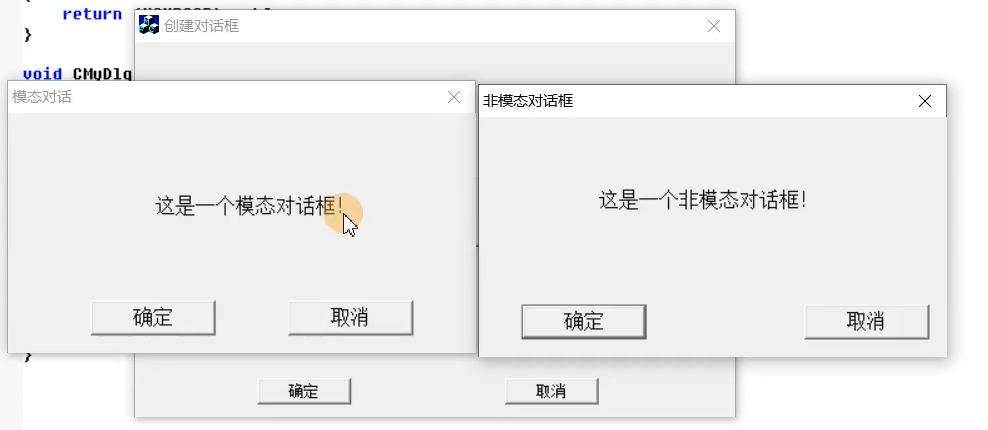 return
}
创建对话框
void CMyDlg
模态对话
非模态对话框
这是一个模态对话框!
这是一个非模态对话框!
确定
取消
确定
取消
}
确定
取消